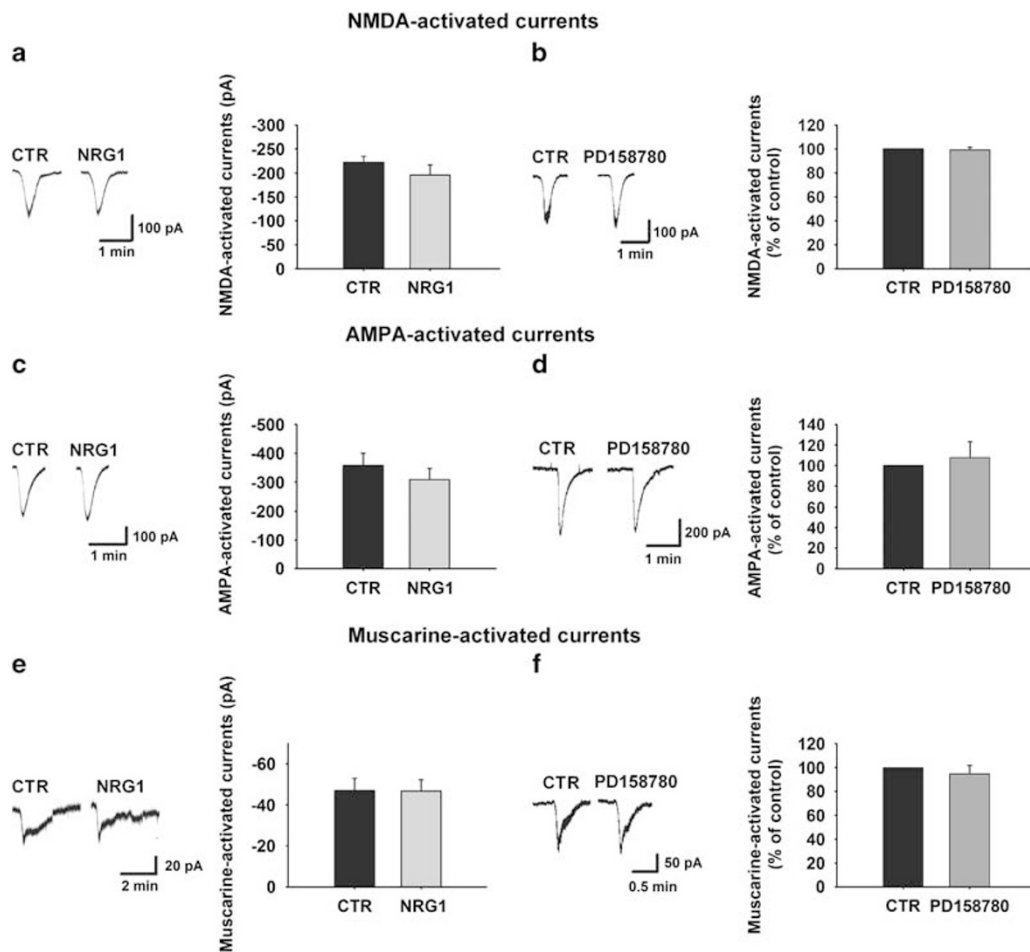 NMDA-activated currents
a
CTR NRG1
100 pA
1 min
NMDA-activated currents (pA)
-300
-250
-200
-150
-100
-50
0
CTR NRG1
b
CTR PD158780
100 pA
1 min
NMDA-activated currents
(% of control)
120
100
80
60
40
20
0
CTR PD158780
AMPA-activated currents
c
CTR NRG1
100 pA
1 min
AMPA-activated currents (pA)
-500
-400
-300
-200
-100
0
CTR NRG1
d
CTR PD158780
200 pA
1 min
AMPA-activated currents
(% of control)
140
120
100
80
60
40
20
0
CTR PD158780
Muscarine-activated currents
e
CTR NRG1
20 pA
2 min
Muscarine-activated currents (pA)
-60
-40
-20
0
CTR NRG1
f
CTR PD158780
50 pA
0.5 min
Muscarine-activated currents
(% of control)
120
100
80
60
40
20
0
CTR PD158780